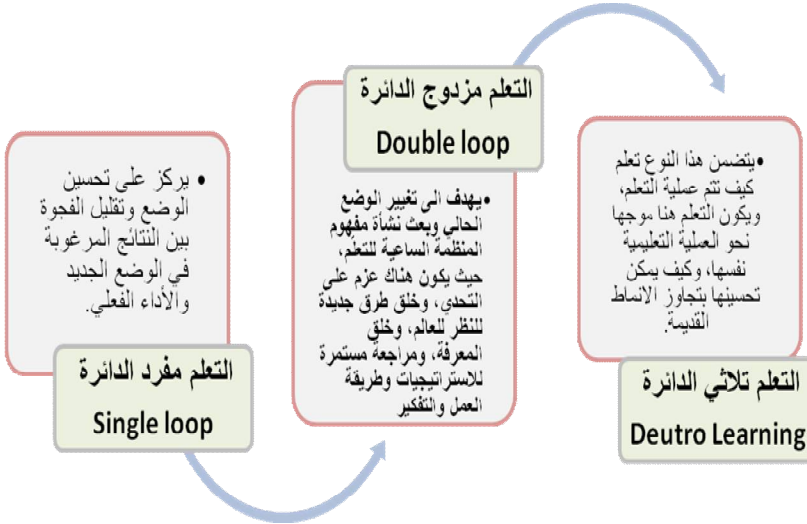 • يركز على تحسين
الوضع وتقليل الفجوة
بين النتائج المرغوبة
في الوضع الجديد
والأداء الفعلي.
التعلم مفرد الدائرة
Single loop
التعلم مزدوج الدائرة
Double loop
•يهدف الى تغيير الوضع
الحالي وبعث نشأة مفهوم
المنظمة الساعية للتعلم،
حيث يكون هناك عزم على
التحدي، وخلق طرق جديدة
للنظر للعالم، وخلق
المعرفة، ومراجعة مستمرة
للاستراتيجيات وطريقة
العمل والتفكير
•يتضمن هذا النوع تعلم
كيف تتم عملية التعلم،
ويكون التعلم هنا موجها
نحو العملية التعليمية
نفسها، وكيف يمكن
تحسينها بتجاوز الانماط
القديمة.
التعلم ثلاثي الدائرة
Deutro Learning